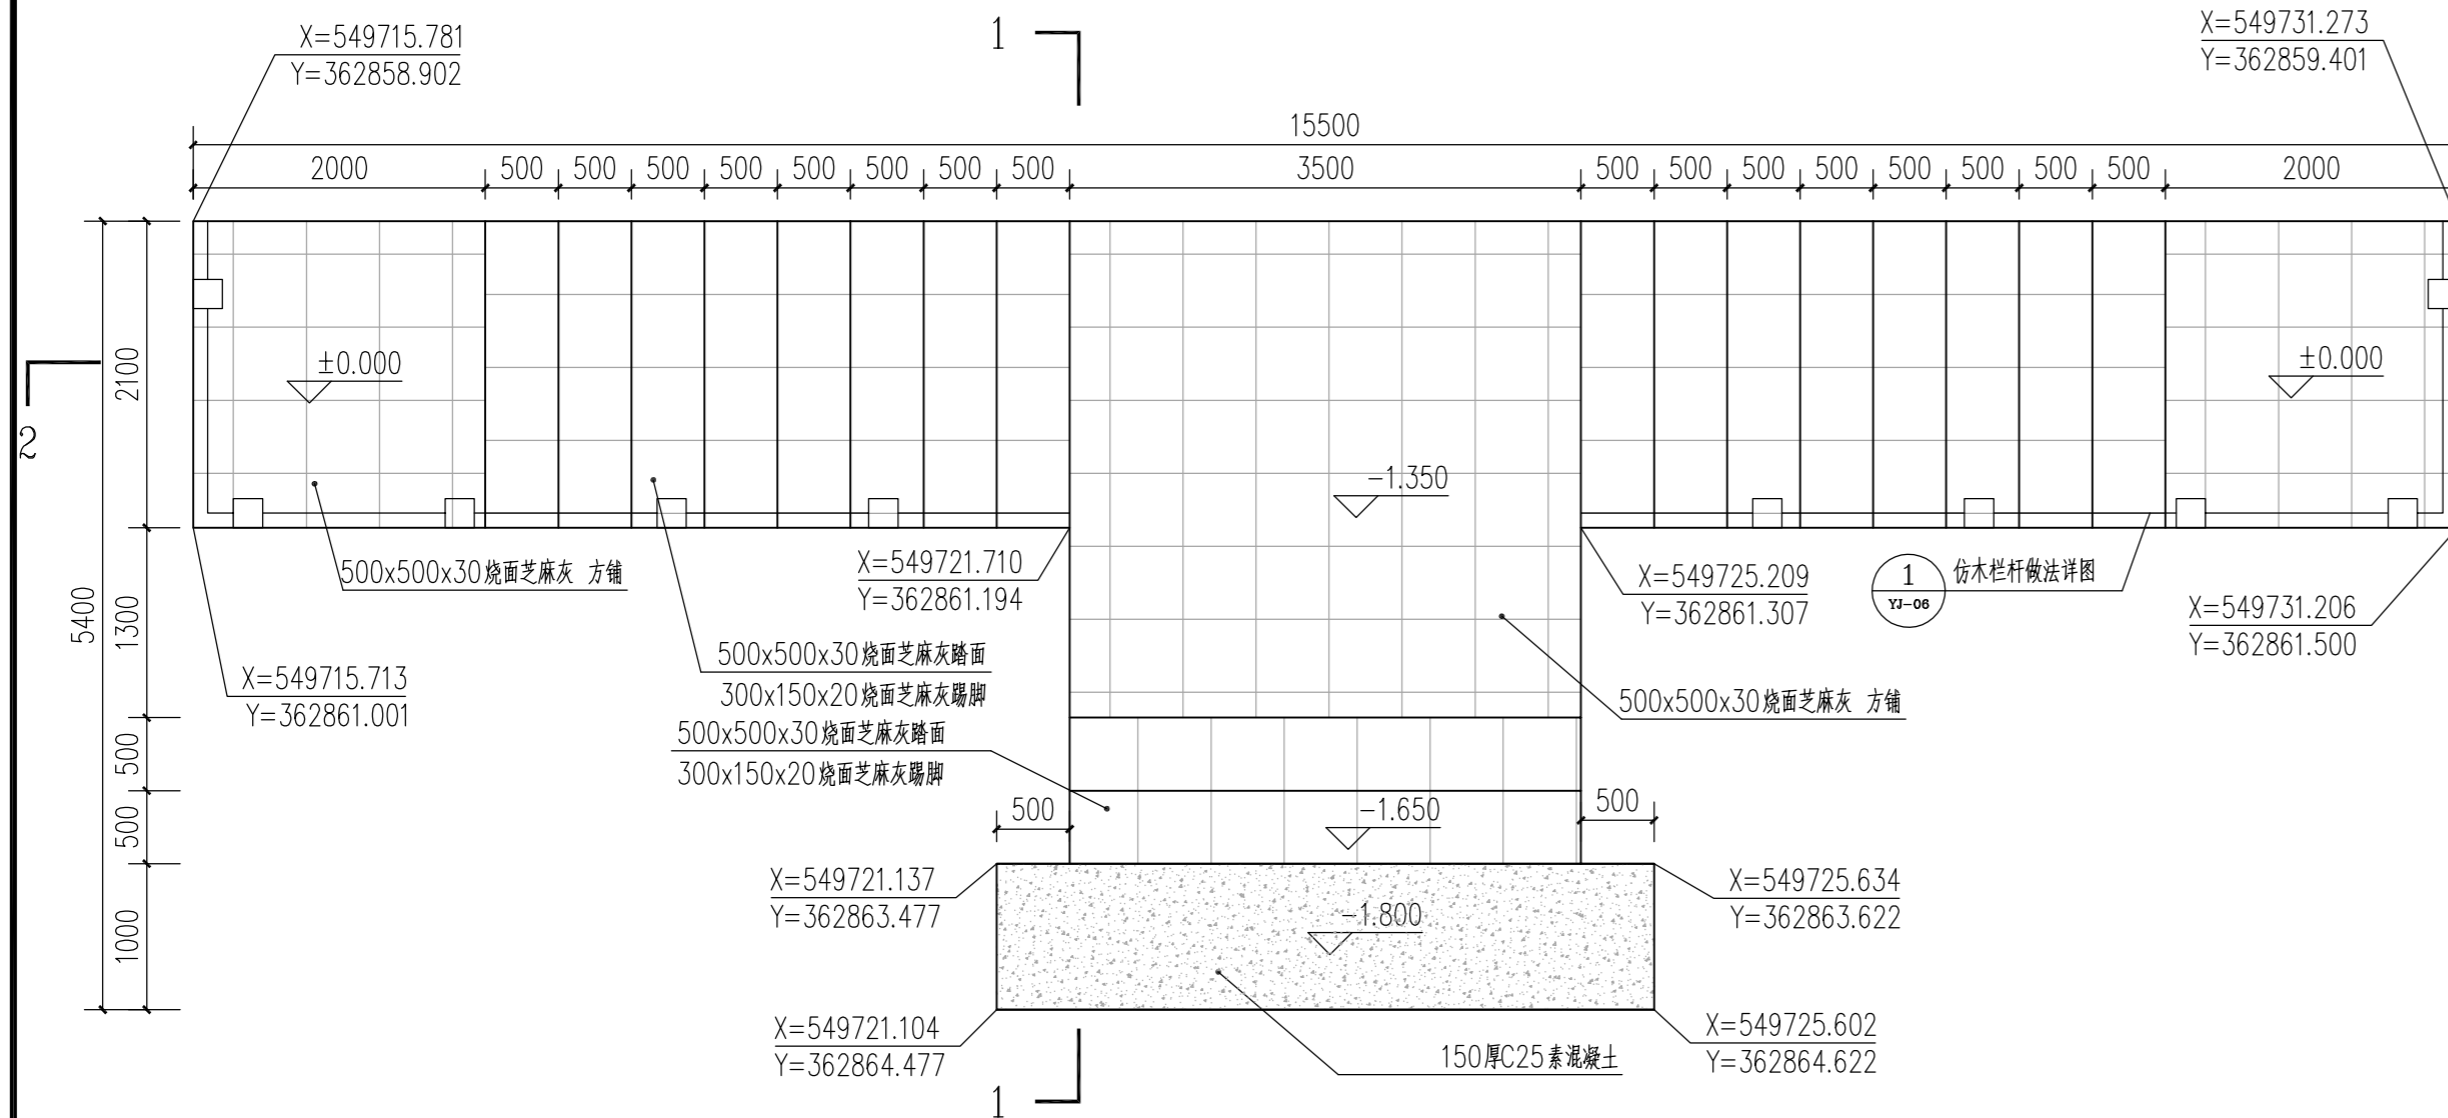 X=549715.781
Y=362858.902
1
X=549731.273
Y=362859.401
15500
2000 500 500 500 500 500 500 500 500 3500 500 500 500 500 500 500 500 500 2000
±0.000
±0.000
2100
2
-1.350
500x500x30烧面芝麻灰 方铺
X=549721.710
Y=362861.194
X=549725.209
Y=362861.307
1
YJ-06
仿木栏杆做法详图
X=549731.206
Y=362861.500
5400
1300
500x500x30烧面芝麻灰踏面
300x150x20烧面芝麻灰踢脚
X=549715.713
Y=362861.001
500x500x30烧面芝麻灰 方铺
500x500x30烧面芝麻灰踏面
300x150x20烧面芝麻灰踢脚
500
500
500
-1.650
500
X=549721.137
Y=362863.477
X=549725.634
Y=362863.622
-1.800
1000
X=549721.104
Y=362864.477
150厚C25素混凝土
X=549725.602
Y=362864.622
1